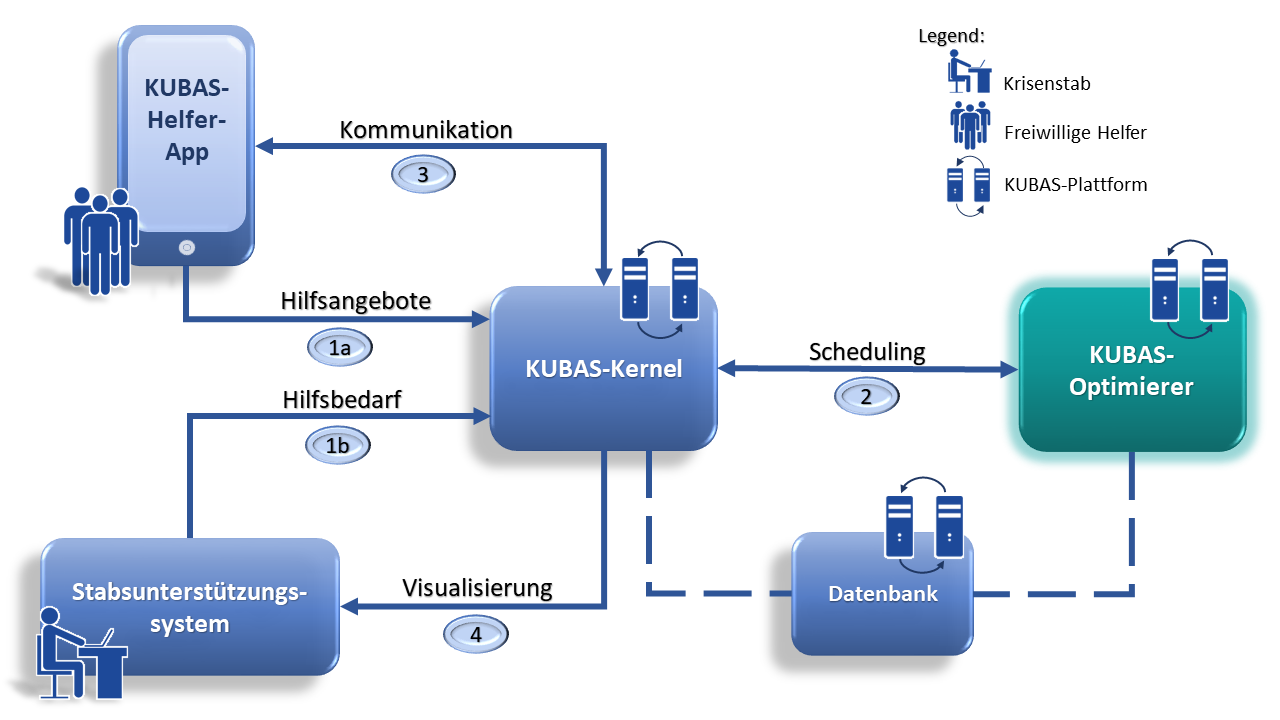 KUBAS-
Helfer-
App
Kommunikation
3
Legend:
Krisenstab
Freiwillige Helfer
KUBAS-Plattform
Hilfsangebote
1a
Hilfsbedarf
1b
KUBAS-Kernel
Scheduling
2
KUBAS-
Optimierer
Stabsunterstützungs-
system
Visualisierung
4
Datenbank